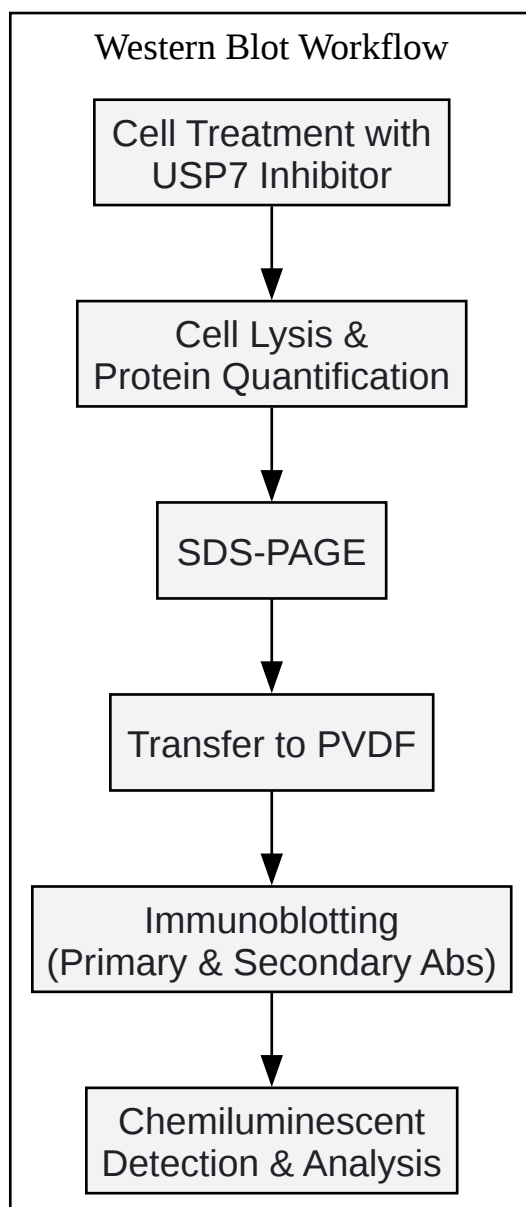 Western Blot Workflow
Cell Treatment with
USP7 Inhibitor
Cell Lysis &
Protein Quantification
SDS-PAGE
Transfer to PVDF
Immunoblotting
(Primary & Secondary Abs)
Chemiluminescent
Detection & Analysis